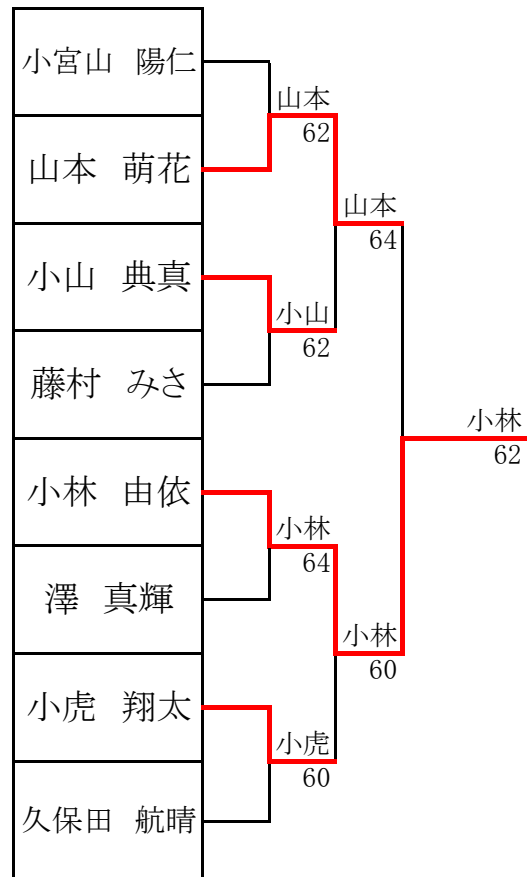 小宮山　陽仁
山本　萌花
小山　典真
藤村　みさ
小林　由依
澤　真輝
小虎　翔太
久保田　航晴
山本
62
小山
62
小林
64
小虎
60
山本
64
小林
60
小林
62